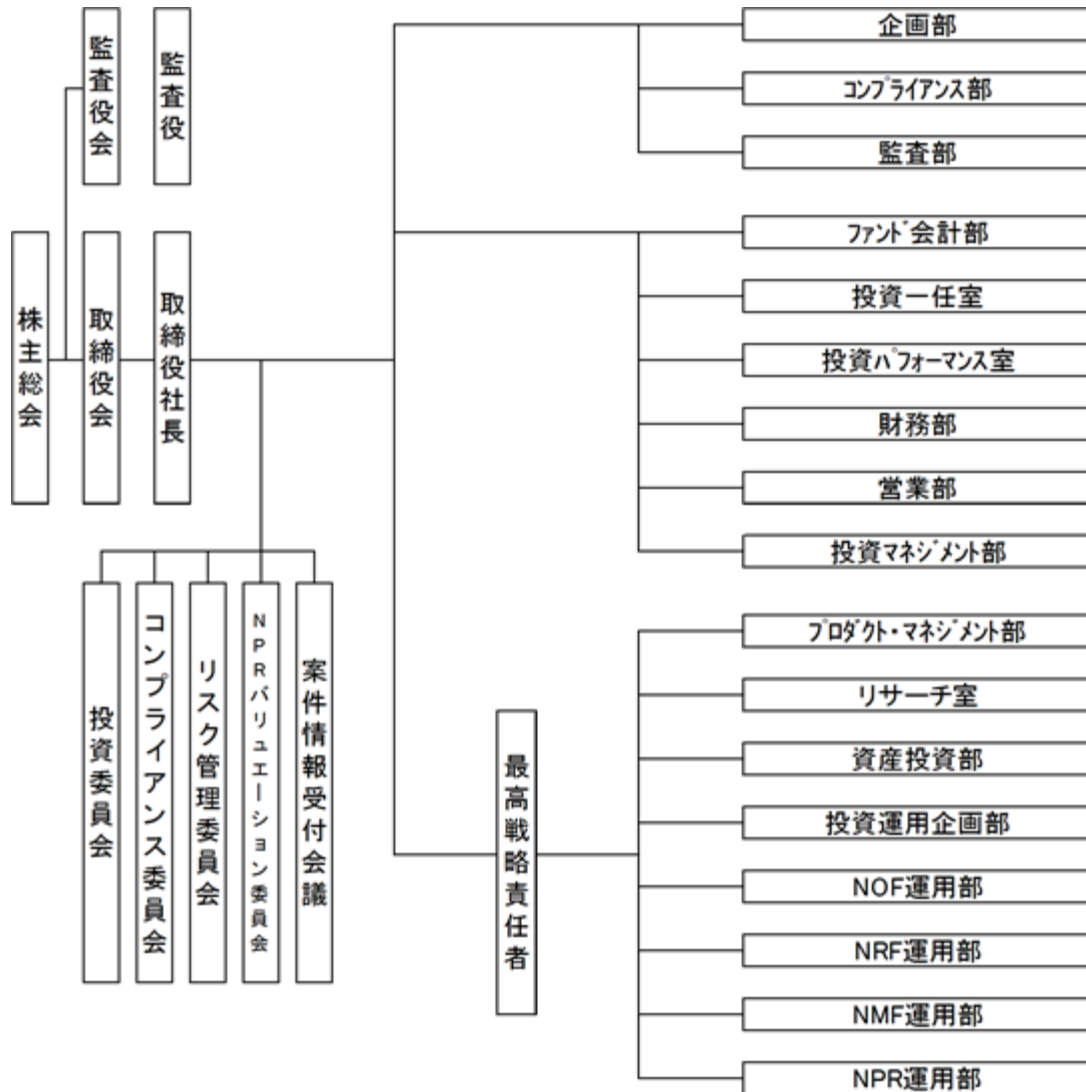 監査役会
監査役
株主総会
取締役会
取締役社長
投資委員会
コンプライアンス委員会
リスク管理委員会
NPRバリュエーション委員会
案件情報受付会議
最高戦略責任者
企画部
コンプライアンス部
監査部
ファンド会計部
投資一任室
投資パフォーマンス室
財務部
営業部
投資マネジメント部
プロダクト・マネジメント部
リサーチ室
資産投資部
投資運用企画部
NOF運用部
NRF運用部
NMF運用部
NPR運用部